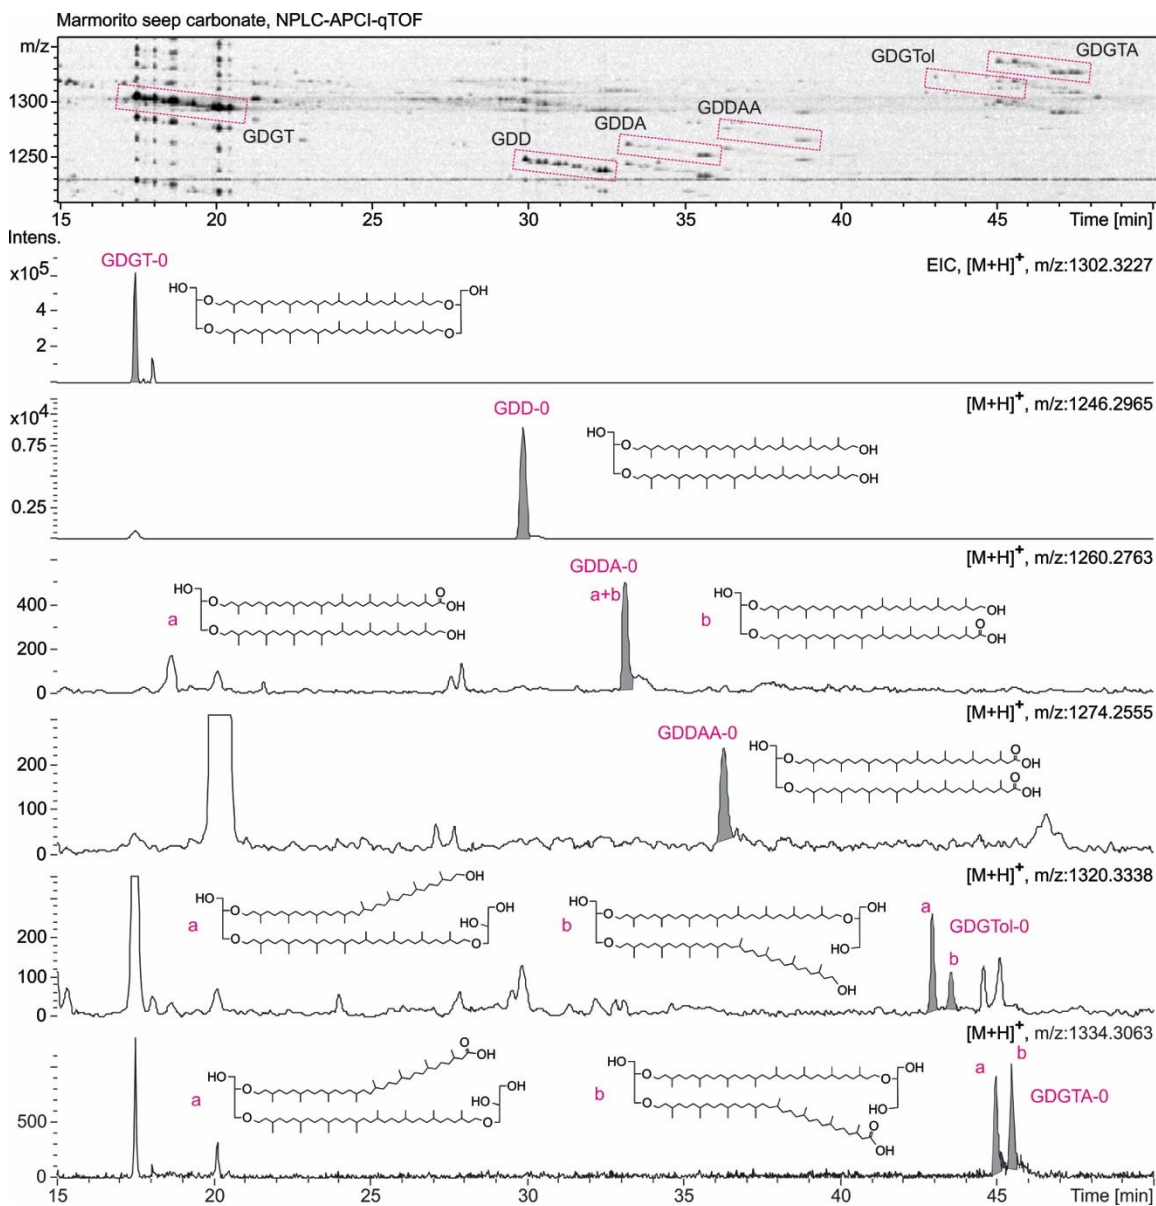 Marmorito seep carbonate, NPLC-APCI-qTOF
m/z
1300
1250
GDGT
GDD
GDDA
GDDAA
GDGTol
GDGTA
15 20 25 30 35 40 45 Time [min]
Intens.
GDGT-0
EIC, [M+H]+, m/z:1302.3227
x10⁵
4
2
HO
O
O
O
O
OH
GDD-0
[M+H]+, m/z:1246.2965
x10⁴
0.75
0.25
HO
O
O
OH
OH
GDDA-0
a+b
[M+H]+, m/z:1260.2763
400
200
0
a
HO
O
O
O
OH
OH
b
HO
O
O
OH
O
OH
GDDAA-0
[M+H]+, m/z:1274.2555
200
100
0
HO
O
O
O
OH
O
OH
[M+H]+, m/z:1320.3338
200
100
0
a
HO
O
O
OH
OH
HO
O
b
HO
O
O
O
OH
HO
OH
a
b
GDGTol-0
[M+H]+, m/z:1334.3063
500
0
a
HO
O
O
O
OH
OH
HO
O
b
HO
O
O
O
OH
HO
O
OH
a
b
GDGTA-0
15 20 25 30 35 40 45 Time [min]